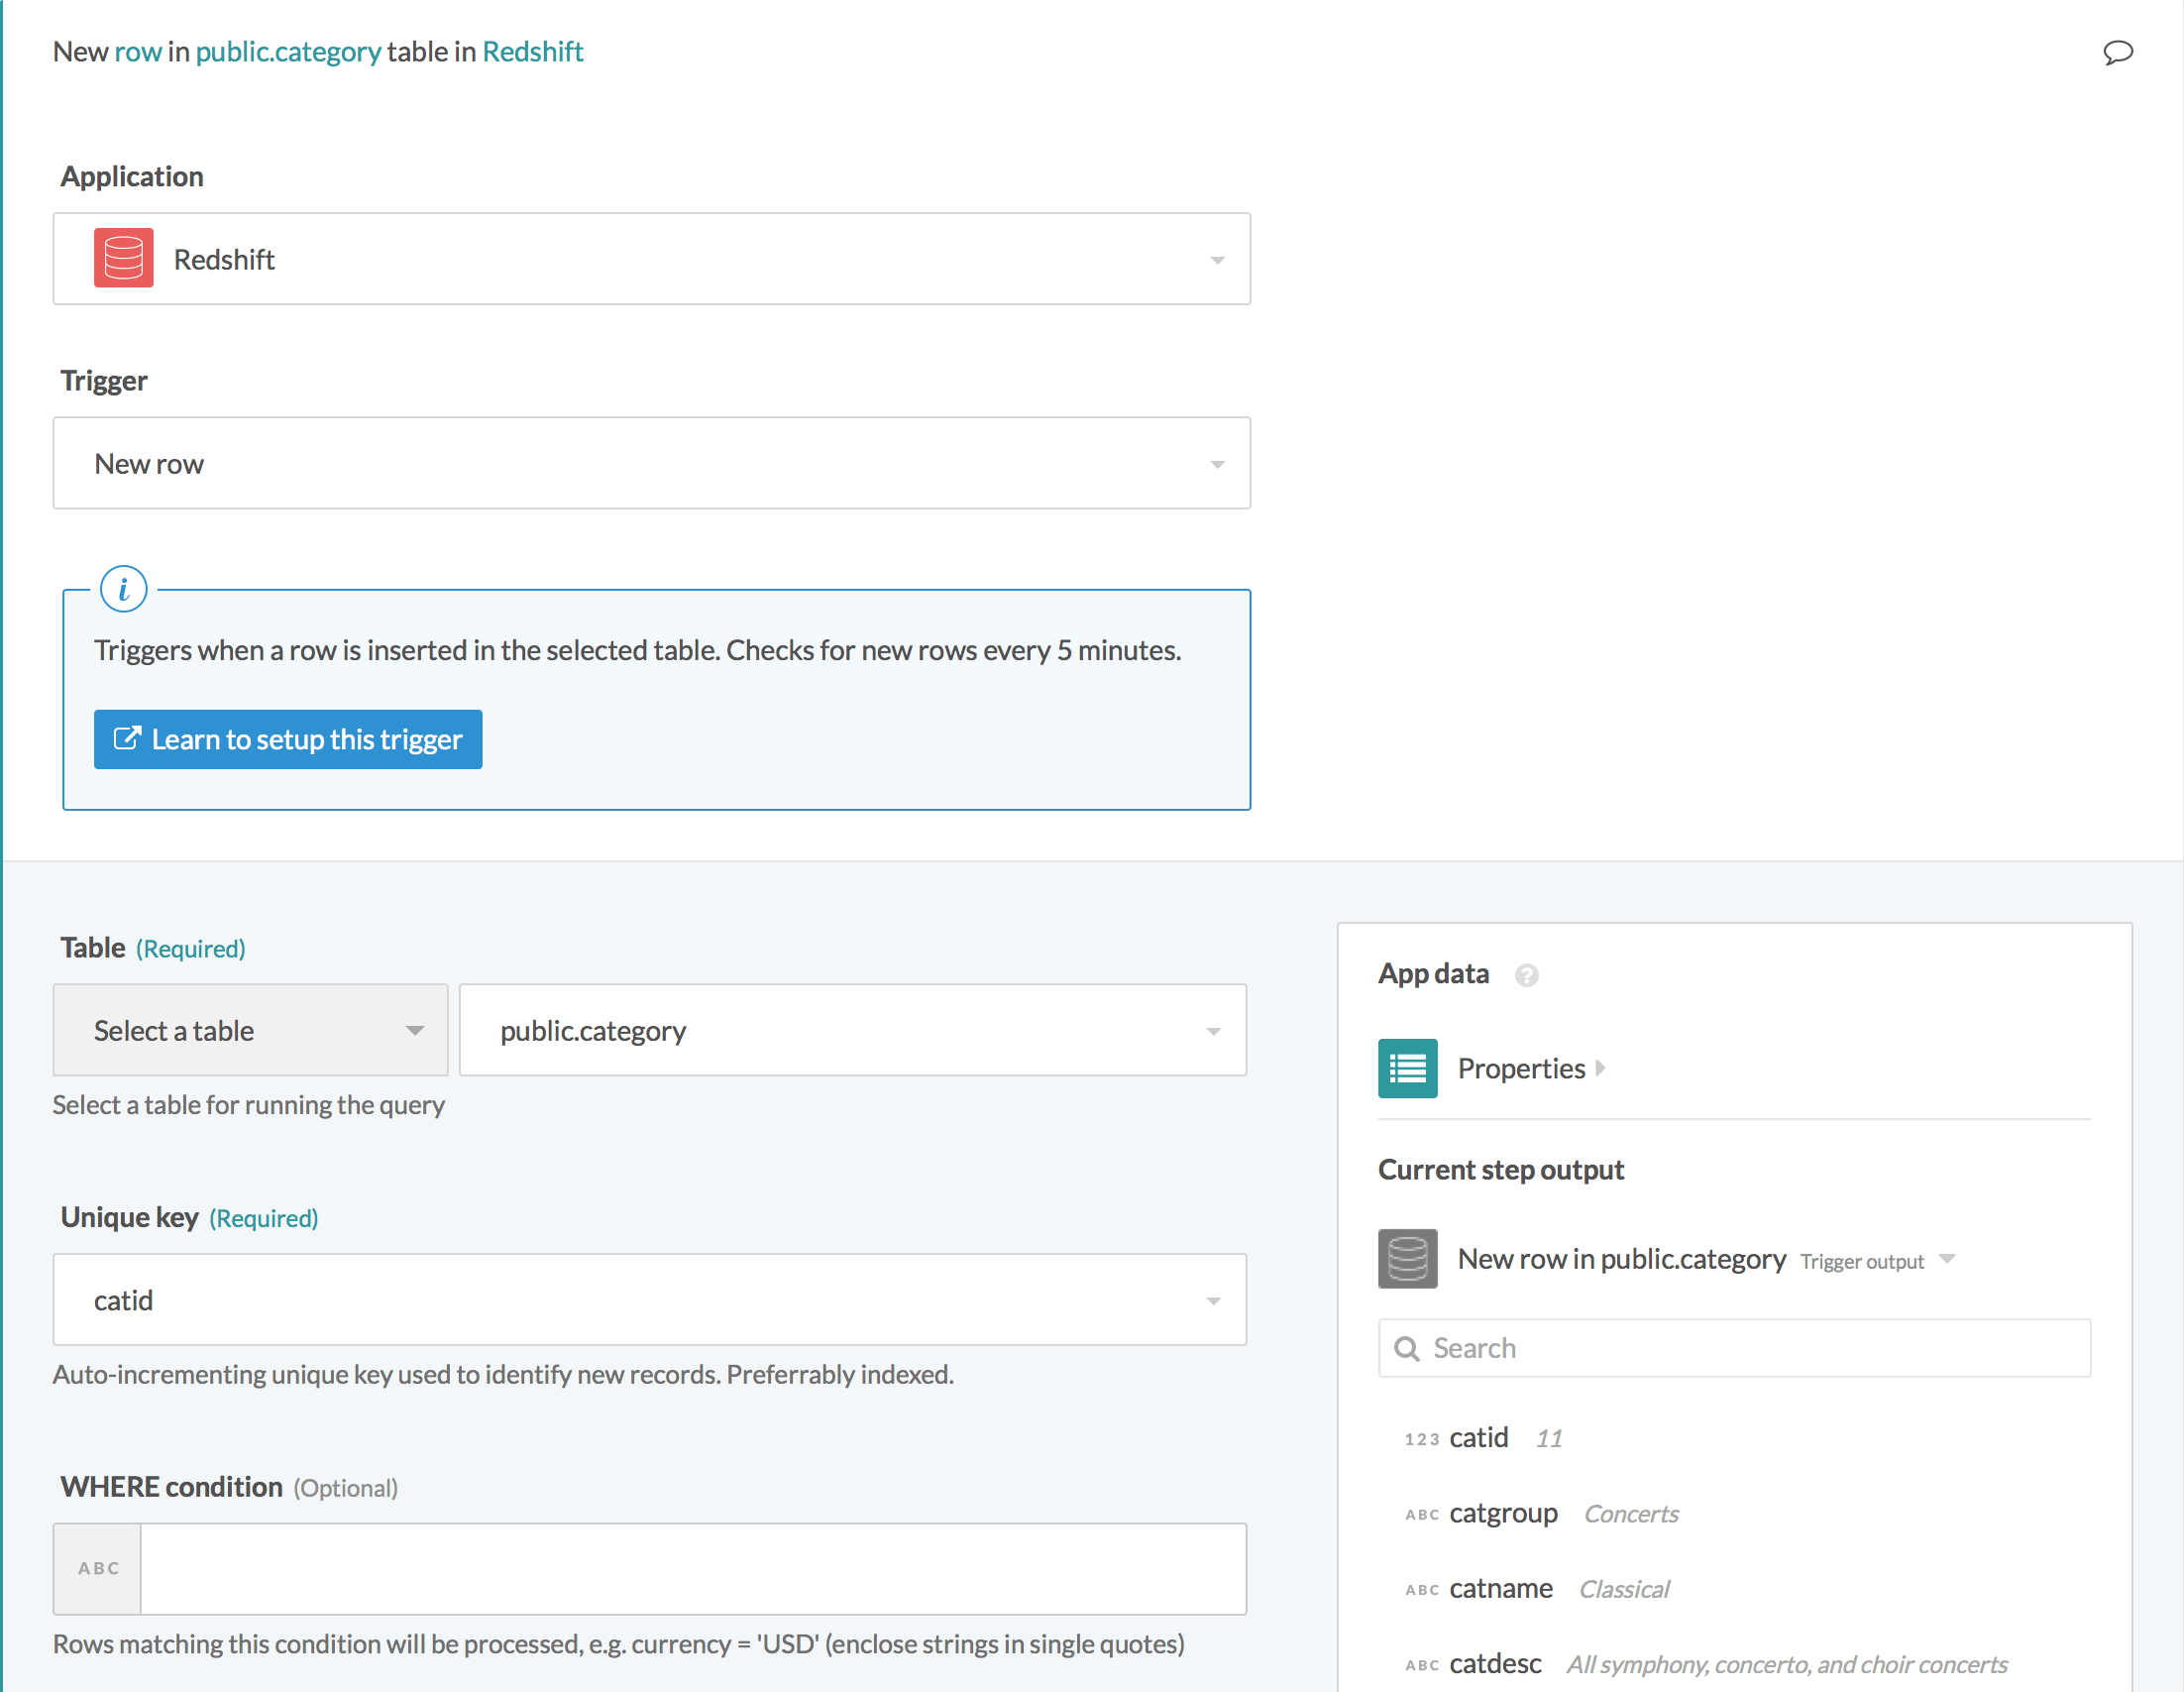 New row in public.category table in Redshift
Application
Redshift
Trigger
New row
i
Triggers when a row is inserted in the selected table. Checks for new rows every 5 minutes.
Learn to setup this trigger
Table (Required)
Select a table
public.category
Select a table for running the query
Unique key (Required)
catid
Auto-incrementing unique key used to identify new records. Preferrably indexed.
WHERE condition (Optional)
ABC
Rows matching this condition will be processed, e.g. currency = 'USD' (enclose strings in single quotes)
App data ?
Properties
Current step output
New row in public.category Trigger output
Search
123 catid 11
ABC catgroup Concerts
ABC catname Classical
ABC catdesc All symphony, concerto, and choir concerts